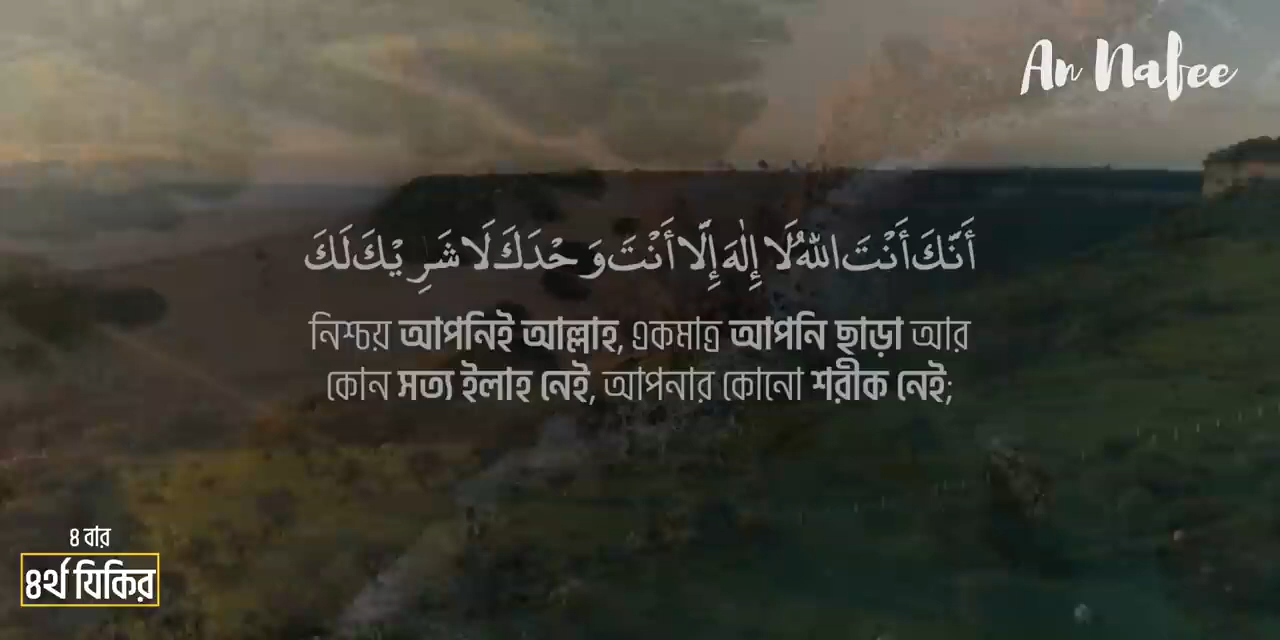 An Nafee
أَنَّكَ أَنْتَ اللّٰهُ لَا إِلٰهَ إِلَّا أَنْتَ وَحْدَكَ لَا شَرِيْكَ لَكَ
নিশ্চয় আপনিই আল্লাহ, একমাত্র আপনি ছাড়া আর
কোন সত্য ইলাহ নেই, আপনার কোনো শরীক নেই;
৪ বার
৪র্থ যিকির